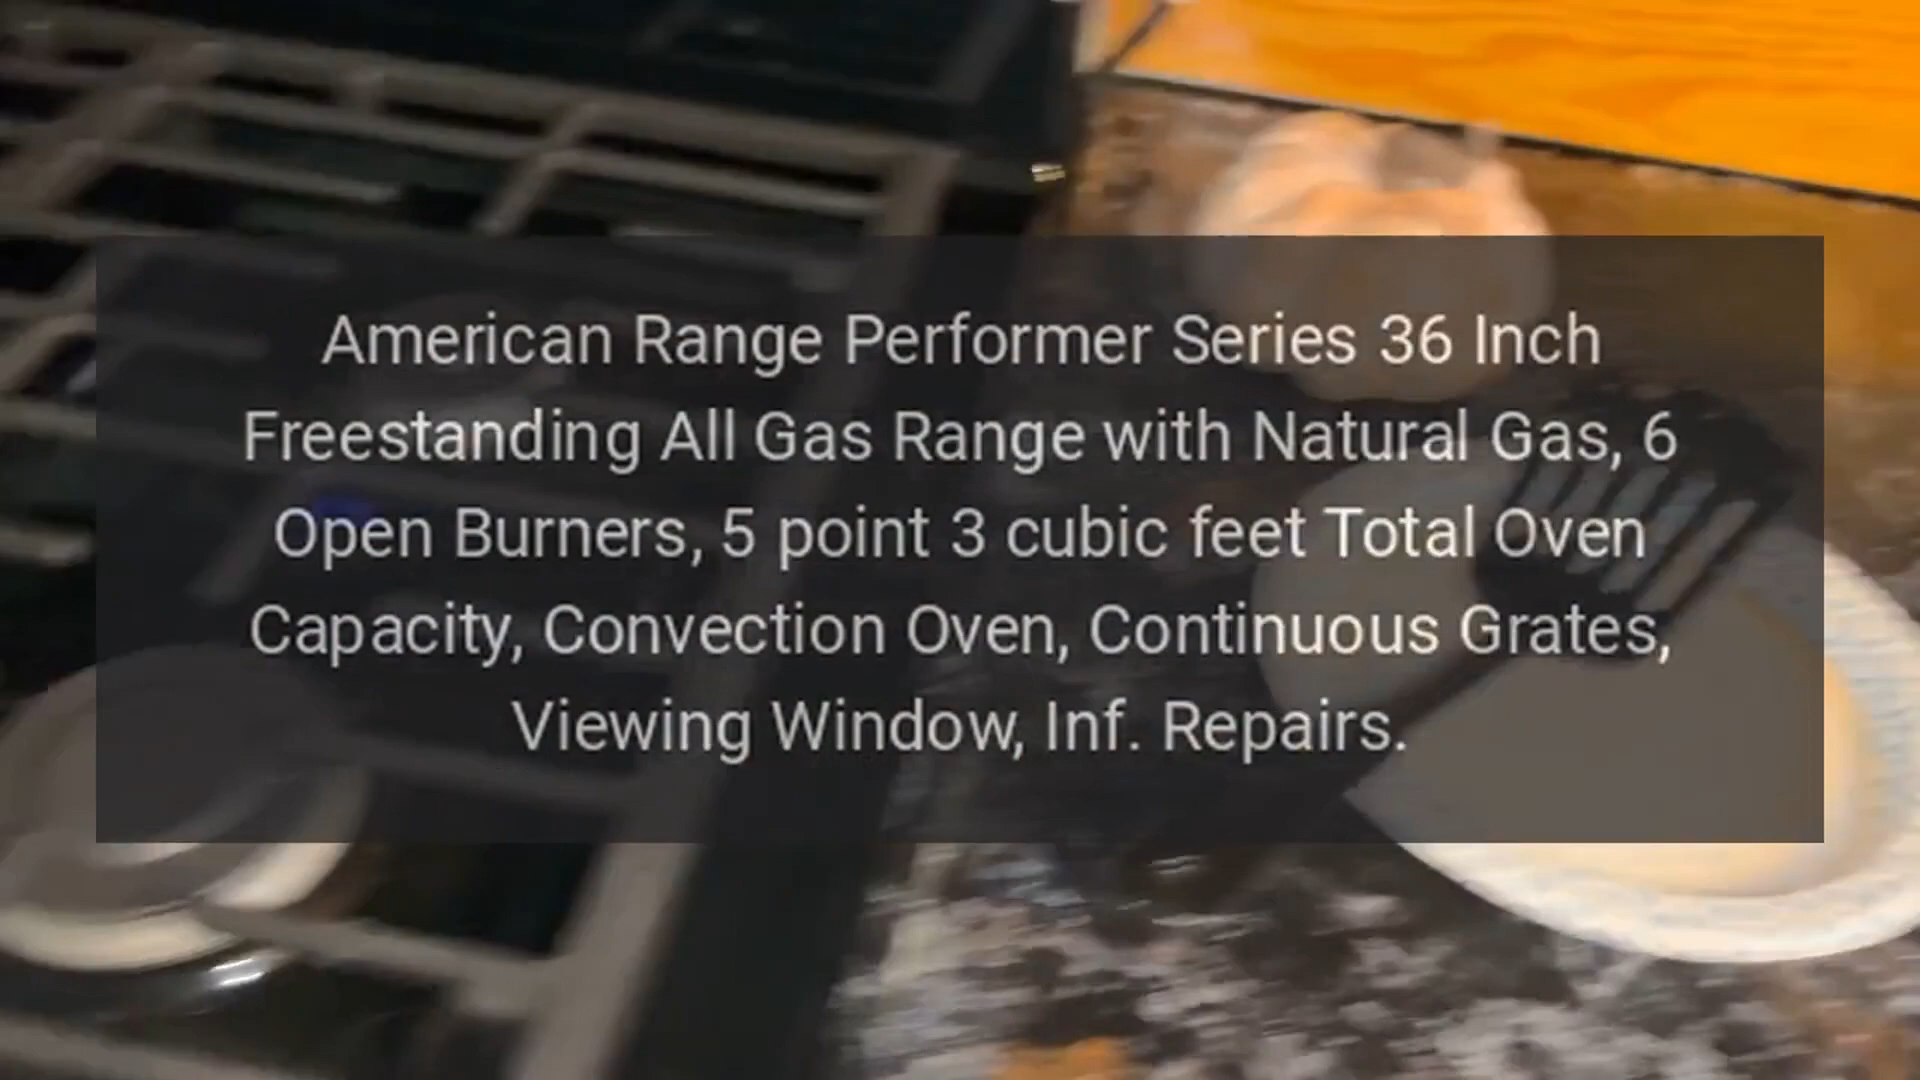 American Range Performer Series 36 Inch
Freestanding All Gas Range with Natural Gas, 6
Open Burners, 5 point 3 cubic feet Total Oven
Capacity, Convection Oven, Continuous Grates,
Viewing Window, Inf. Repairs.